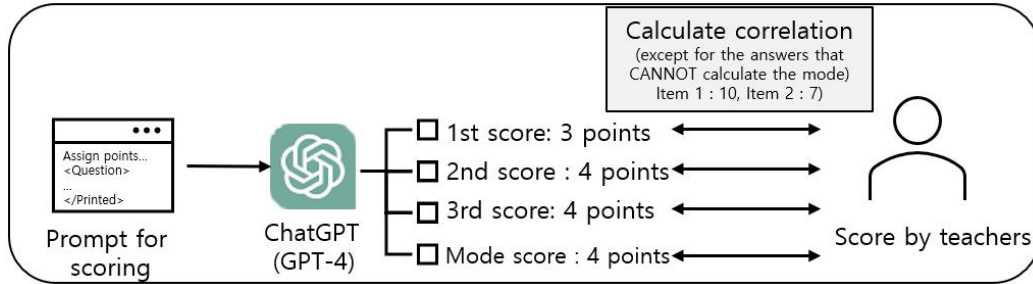 Calculate correlation
(except for the answers that
CANNOT calculate the mode)
Item 1 : 10, Item 2 : 7)
Assign points...
<Question>
...
</Printed>
Prompt for
scoring
ChatGPT
(GPT-4)
1st score: 3 points
2nd score : 4 points
3rd score: 4 points
Mode score : 4 points
Score by teachers